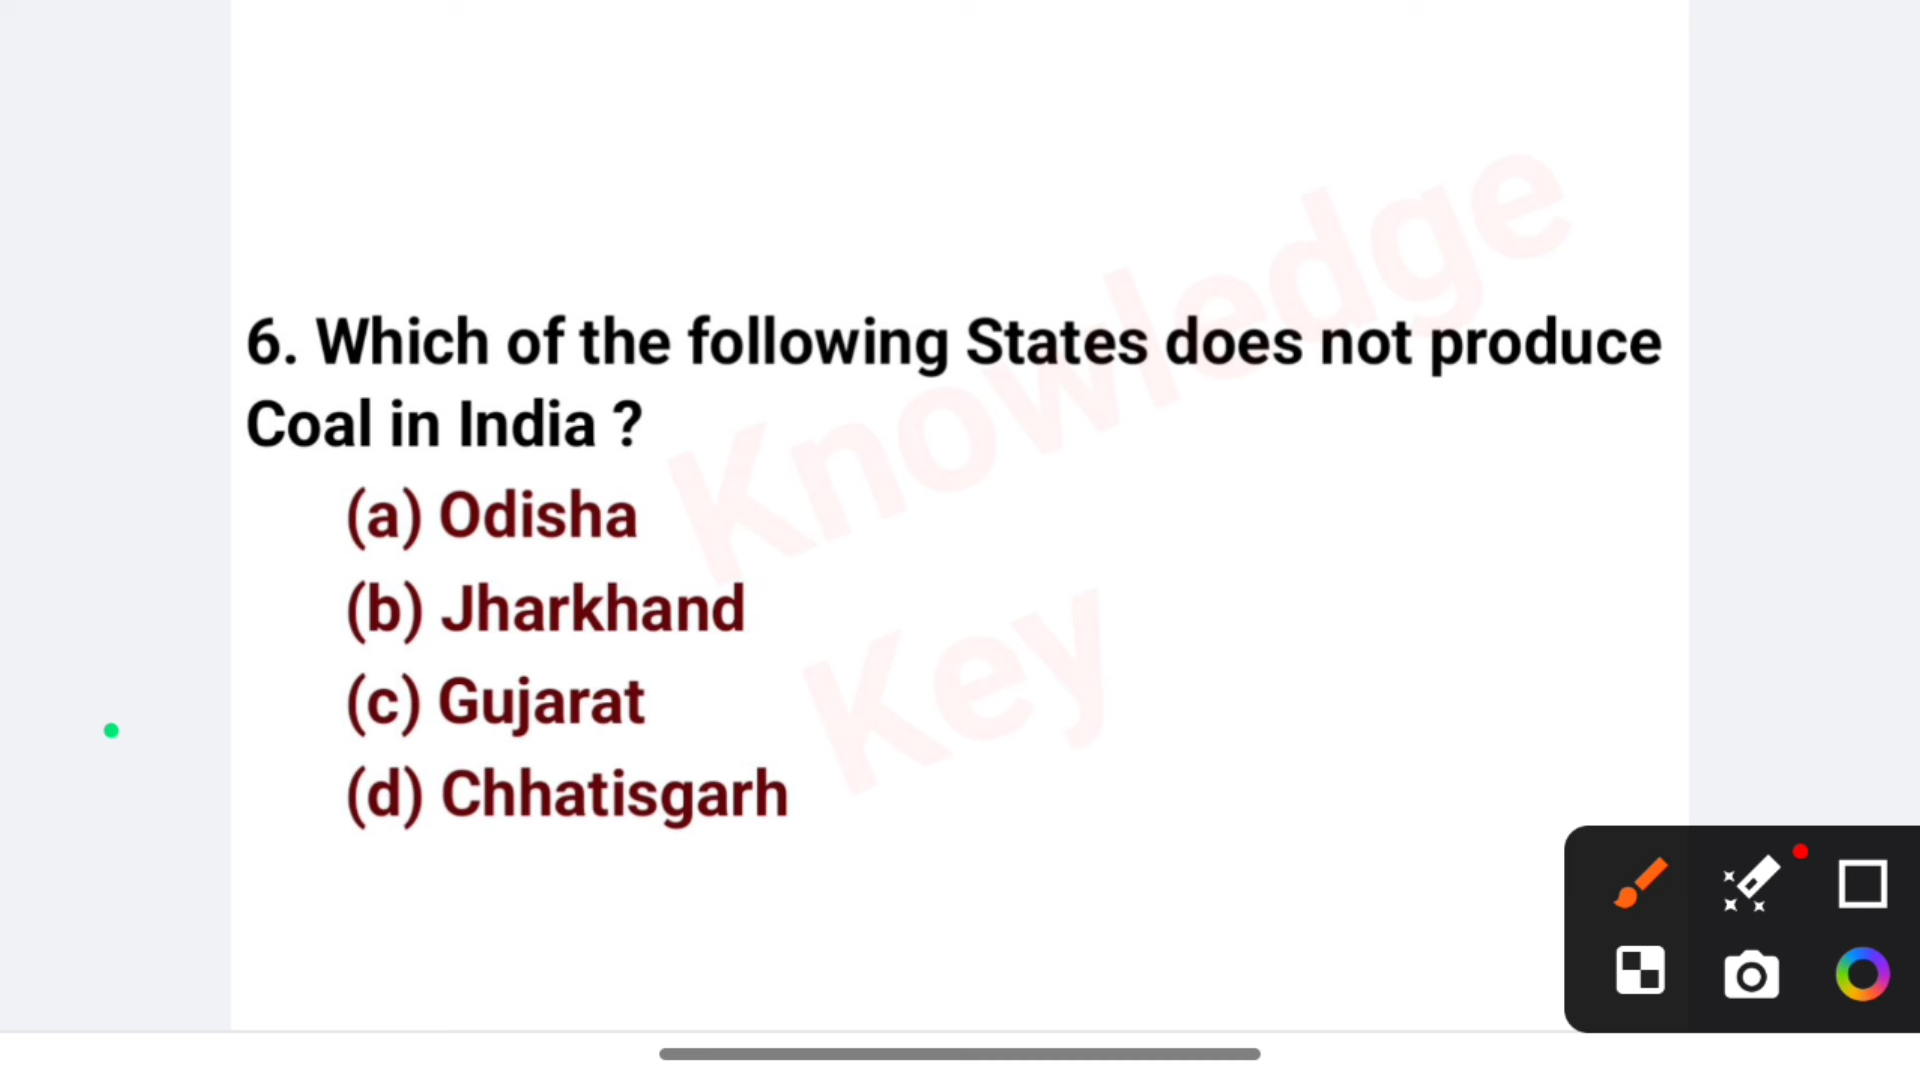 6. Which of the following States does not produce
Coal in India ?
(a) Odisha
(b) Jharkhand
(c) Gujarat
(d) Chhatisgarh
Knowledge
Key